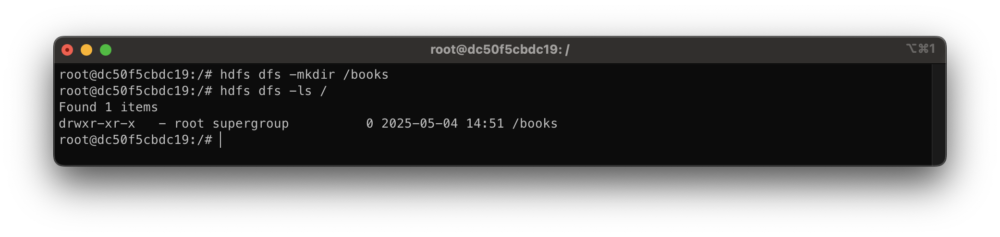 root@dc50f5cbdc19: /
⌥⌘1
root@dc50f5cbdc19:/# hdfs dfs -mkdir /books
root@dc50f5cbdc19:/# hdfs dfs -ls /
Found 1 items
drwxr-xr-x   - root supergroup          0 2025-05-04 14:51 /books
root@dc50f5cbdc19:/#